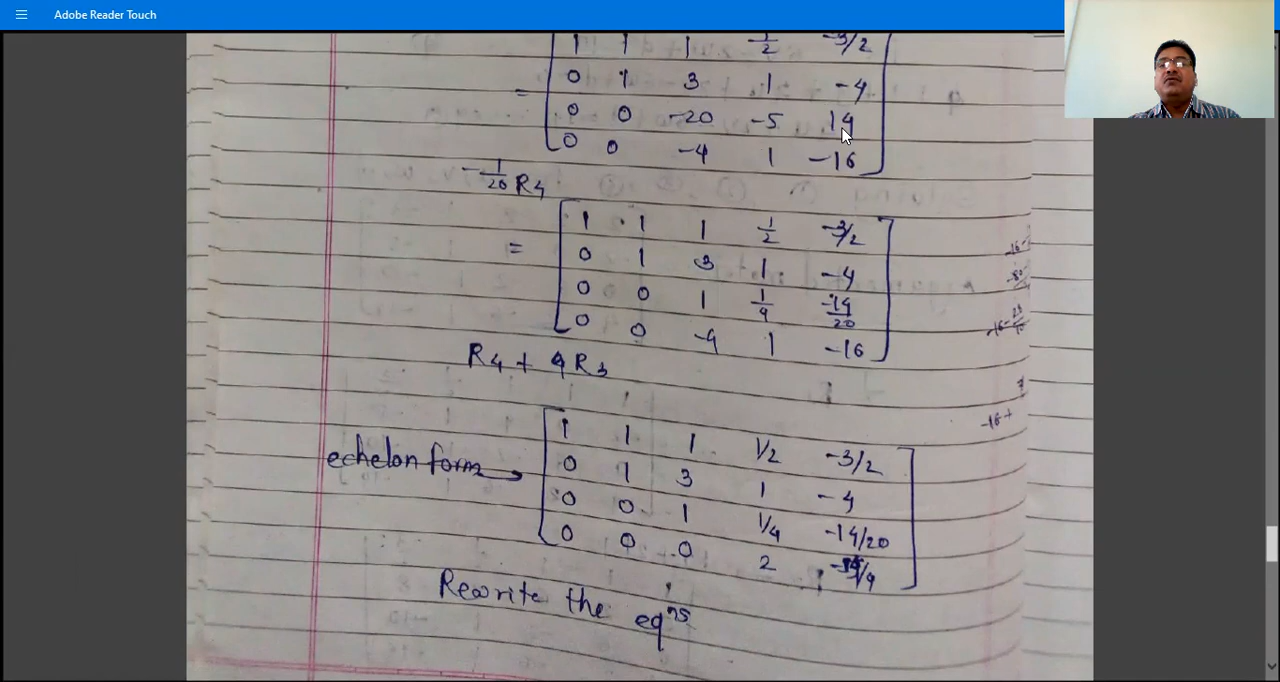 Adobe Reader Touch
1 1 1 1/2 -3/2
= 0 1 3 1 -4
0 0 -20 -5 14
0 0 -4 1 -16
-1/20 R4
1 1 1 1/2 -3/2
= 0 1 3 1 -4
0 0 1 1/4 -14/20
0 0 -4 1 -16
R4 + 4R3
1 1 1 1/2 -3/2
echelon form → 0 1 3 1 -4
0 0 1 1/4 -14/20
0 0 0 2
Rewrite the eqns